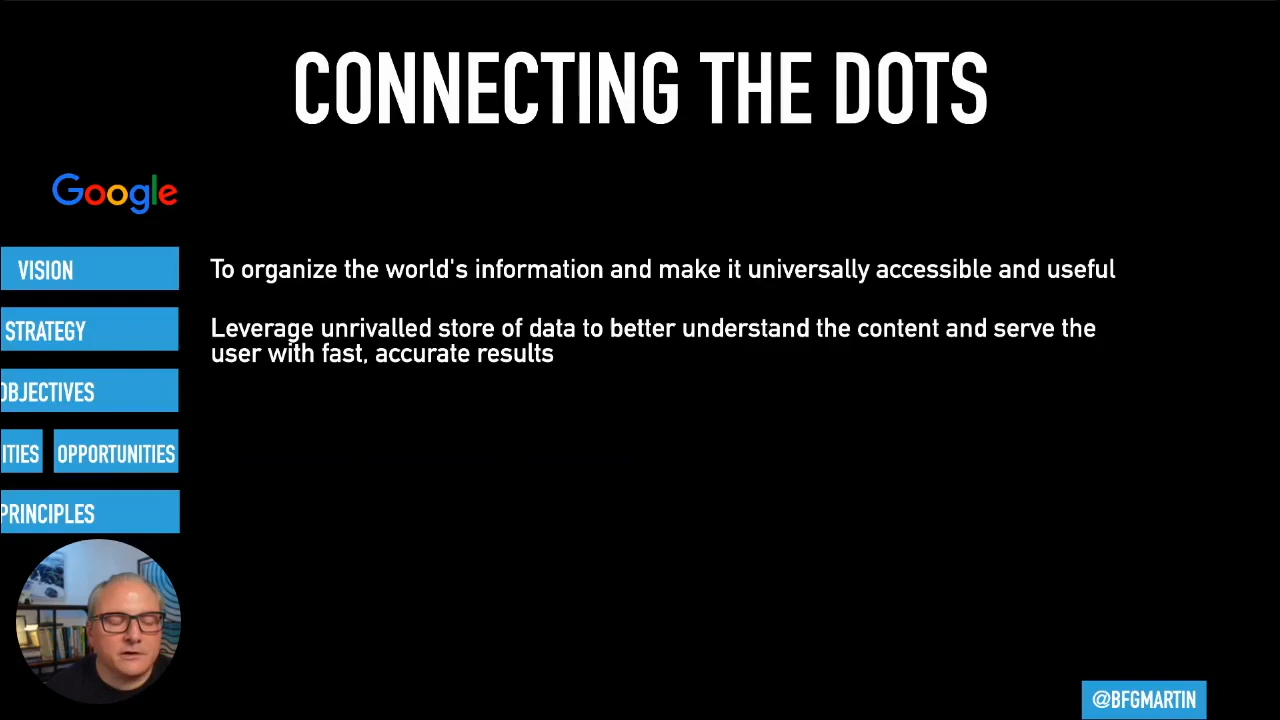 CONNECTING THE DOTS
Google
VISION
To organize the world's information and make it universally accessible and useful
STRATEGY
Leverage unrivalled store of data to better understand the content and serve the
user with fast, accurate results
OBJECTIVES
ITIES OPPORTUNITIES
PRINCIPLES
@BFGMARTIN